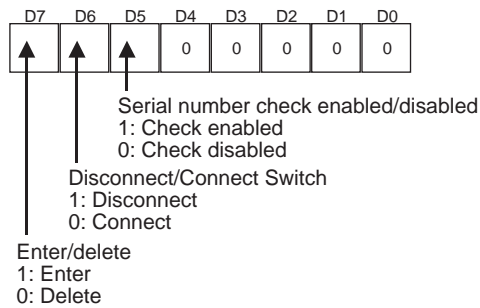 D7 D6 D5 D4 D3 D2 D1 D0
0 0 0 0 0
Serial number check enabled/disabled
1: Check enabled
0: Check disabled
Disconnect/Connect Switch
1: Disconnect
0: Connect
Enter/delete
1: Enter
0: Delete